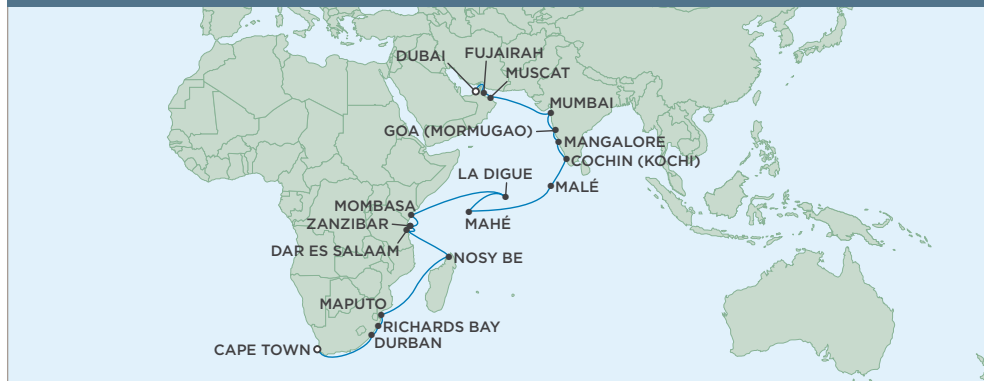 FUJAIRAH
DUBAI
MUSCAT
MUMBAI
GOA (MORMUGAO)
MANGALORE
COCHIN (KOCHI)
LA DIGUE
MALÉ
MOMBASA
ZANZIBAR
MAHÉ
DAR ES SALAAM
NOSY BE
MAPUTO
RICHARDS BAY
DURBAN
CAPE TOWN